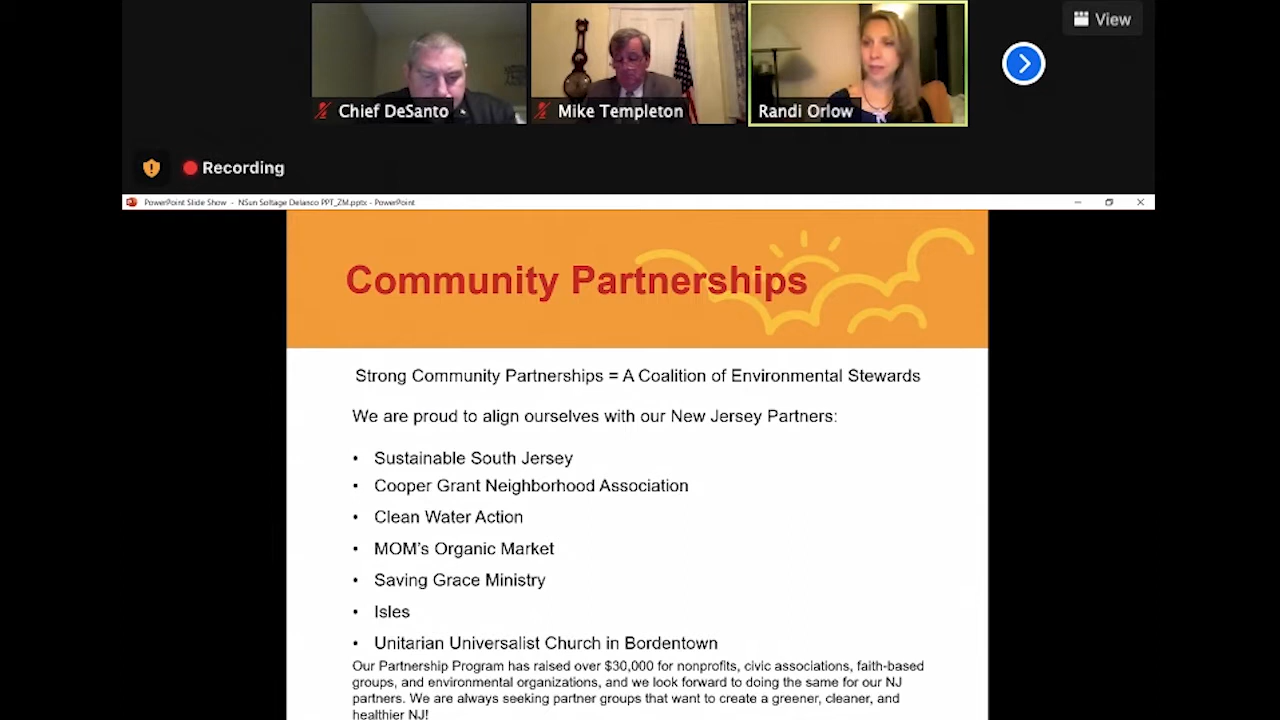 View
Chief DeSanto
Mike Templeton
Randi Orlow
Recording
PowerPoint Slide Show - NSun Soltage Delanco PPT_ZM.pptx - PowerPoint
Community Partnerships
Strong Community Partnerships = A Coalition of Environmental Stewards
We are proud to align ourselves with our New Jersey Partners:
• Sustainable South Jersey
• Cooper Grant Neighborhood Association
• Clean Water Action
• MOM's Organic Market
• Saving Grace Ministry
• Isles
• Unitarian Universalist Church in Bordentown
Our Partnership Program has raised over $30,000 for nonprofits, civic associations, faith-based
groups, and environmental organizations, and we look forward to doing the same for our NJ
partners. We are always seeking partner groups that want to create a greener, cleaner, and
healthier NJ!